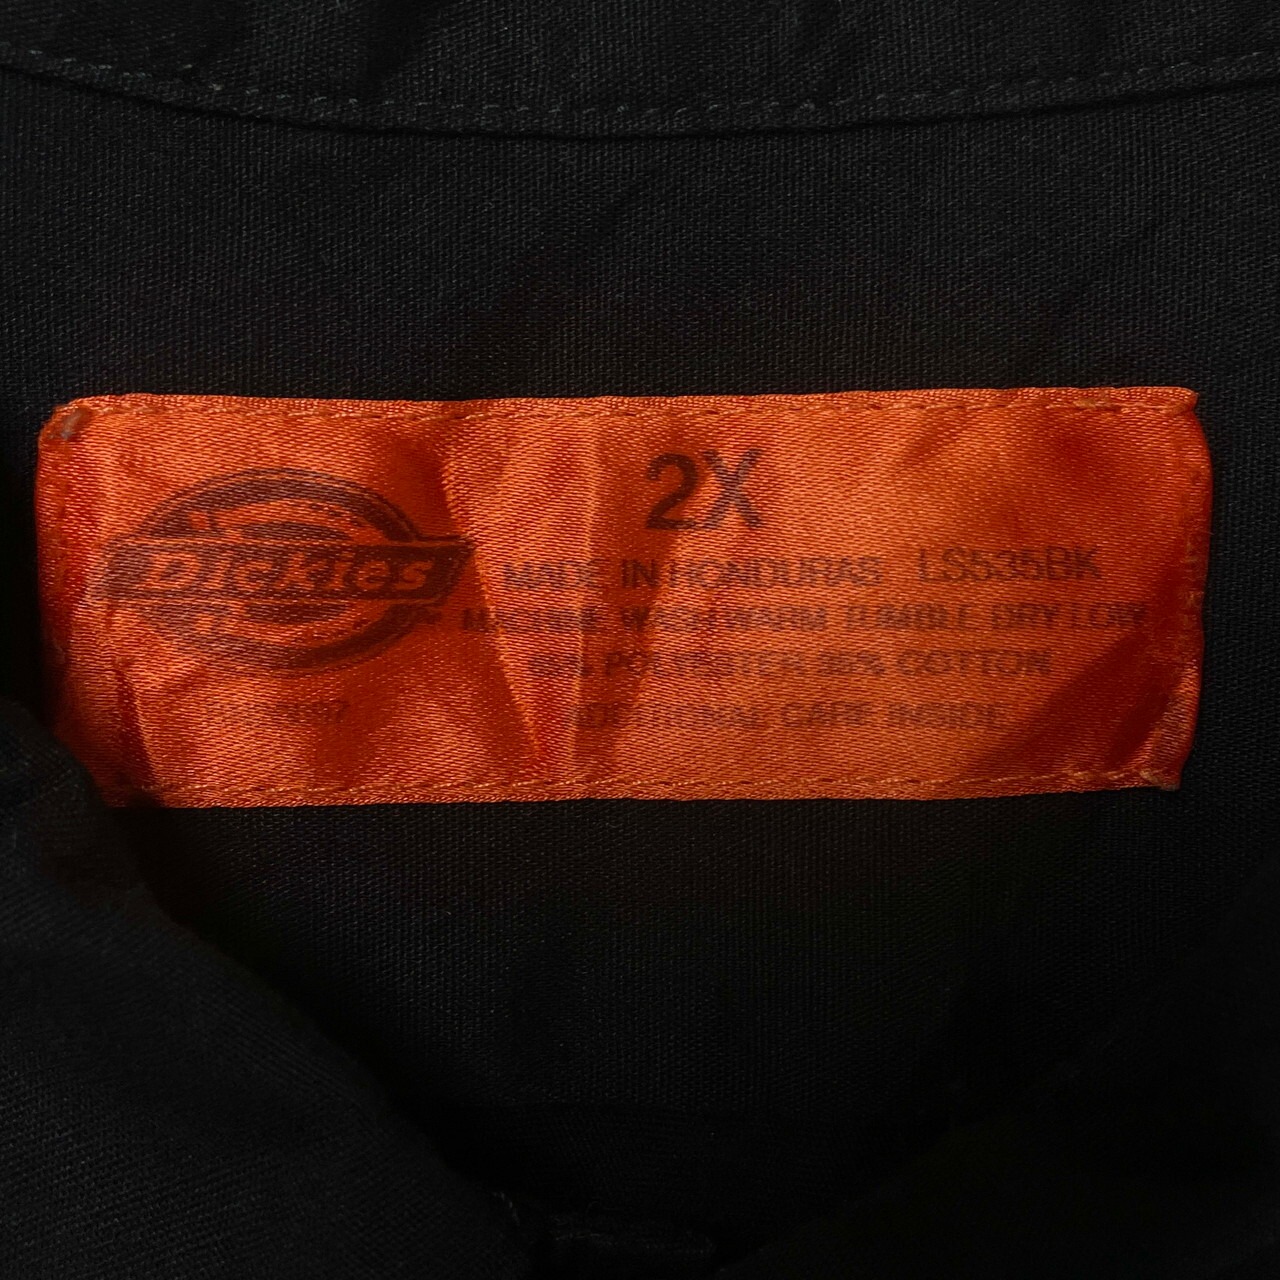 2X
Dickies
MADE IN HONDURAS LS535BK
MACHINE WASH WARM TUMBLE DRY LOW
65% POLYESTER 35% COTTON
ADDITIONAL CARE INSIDE